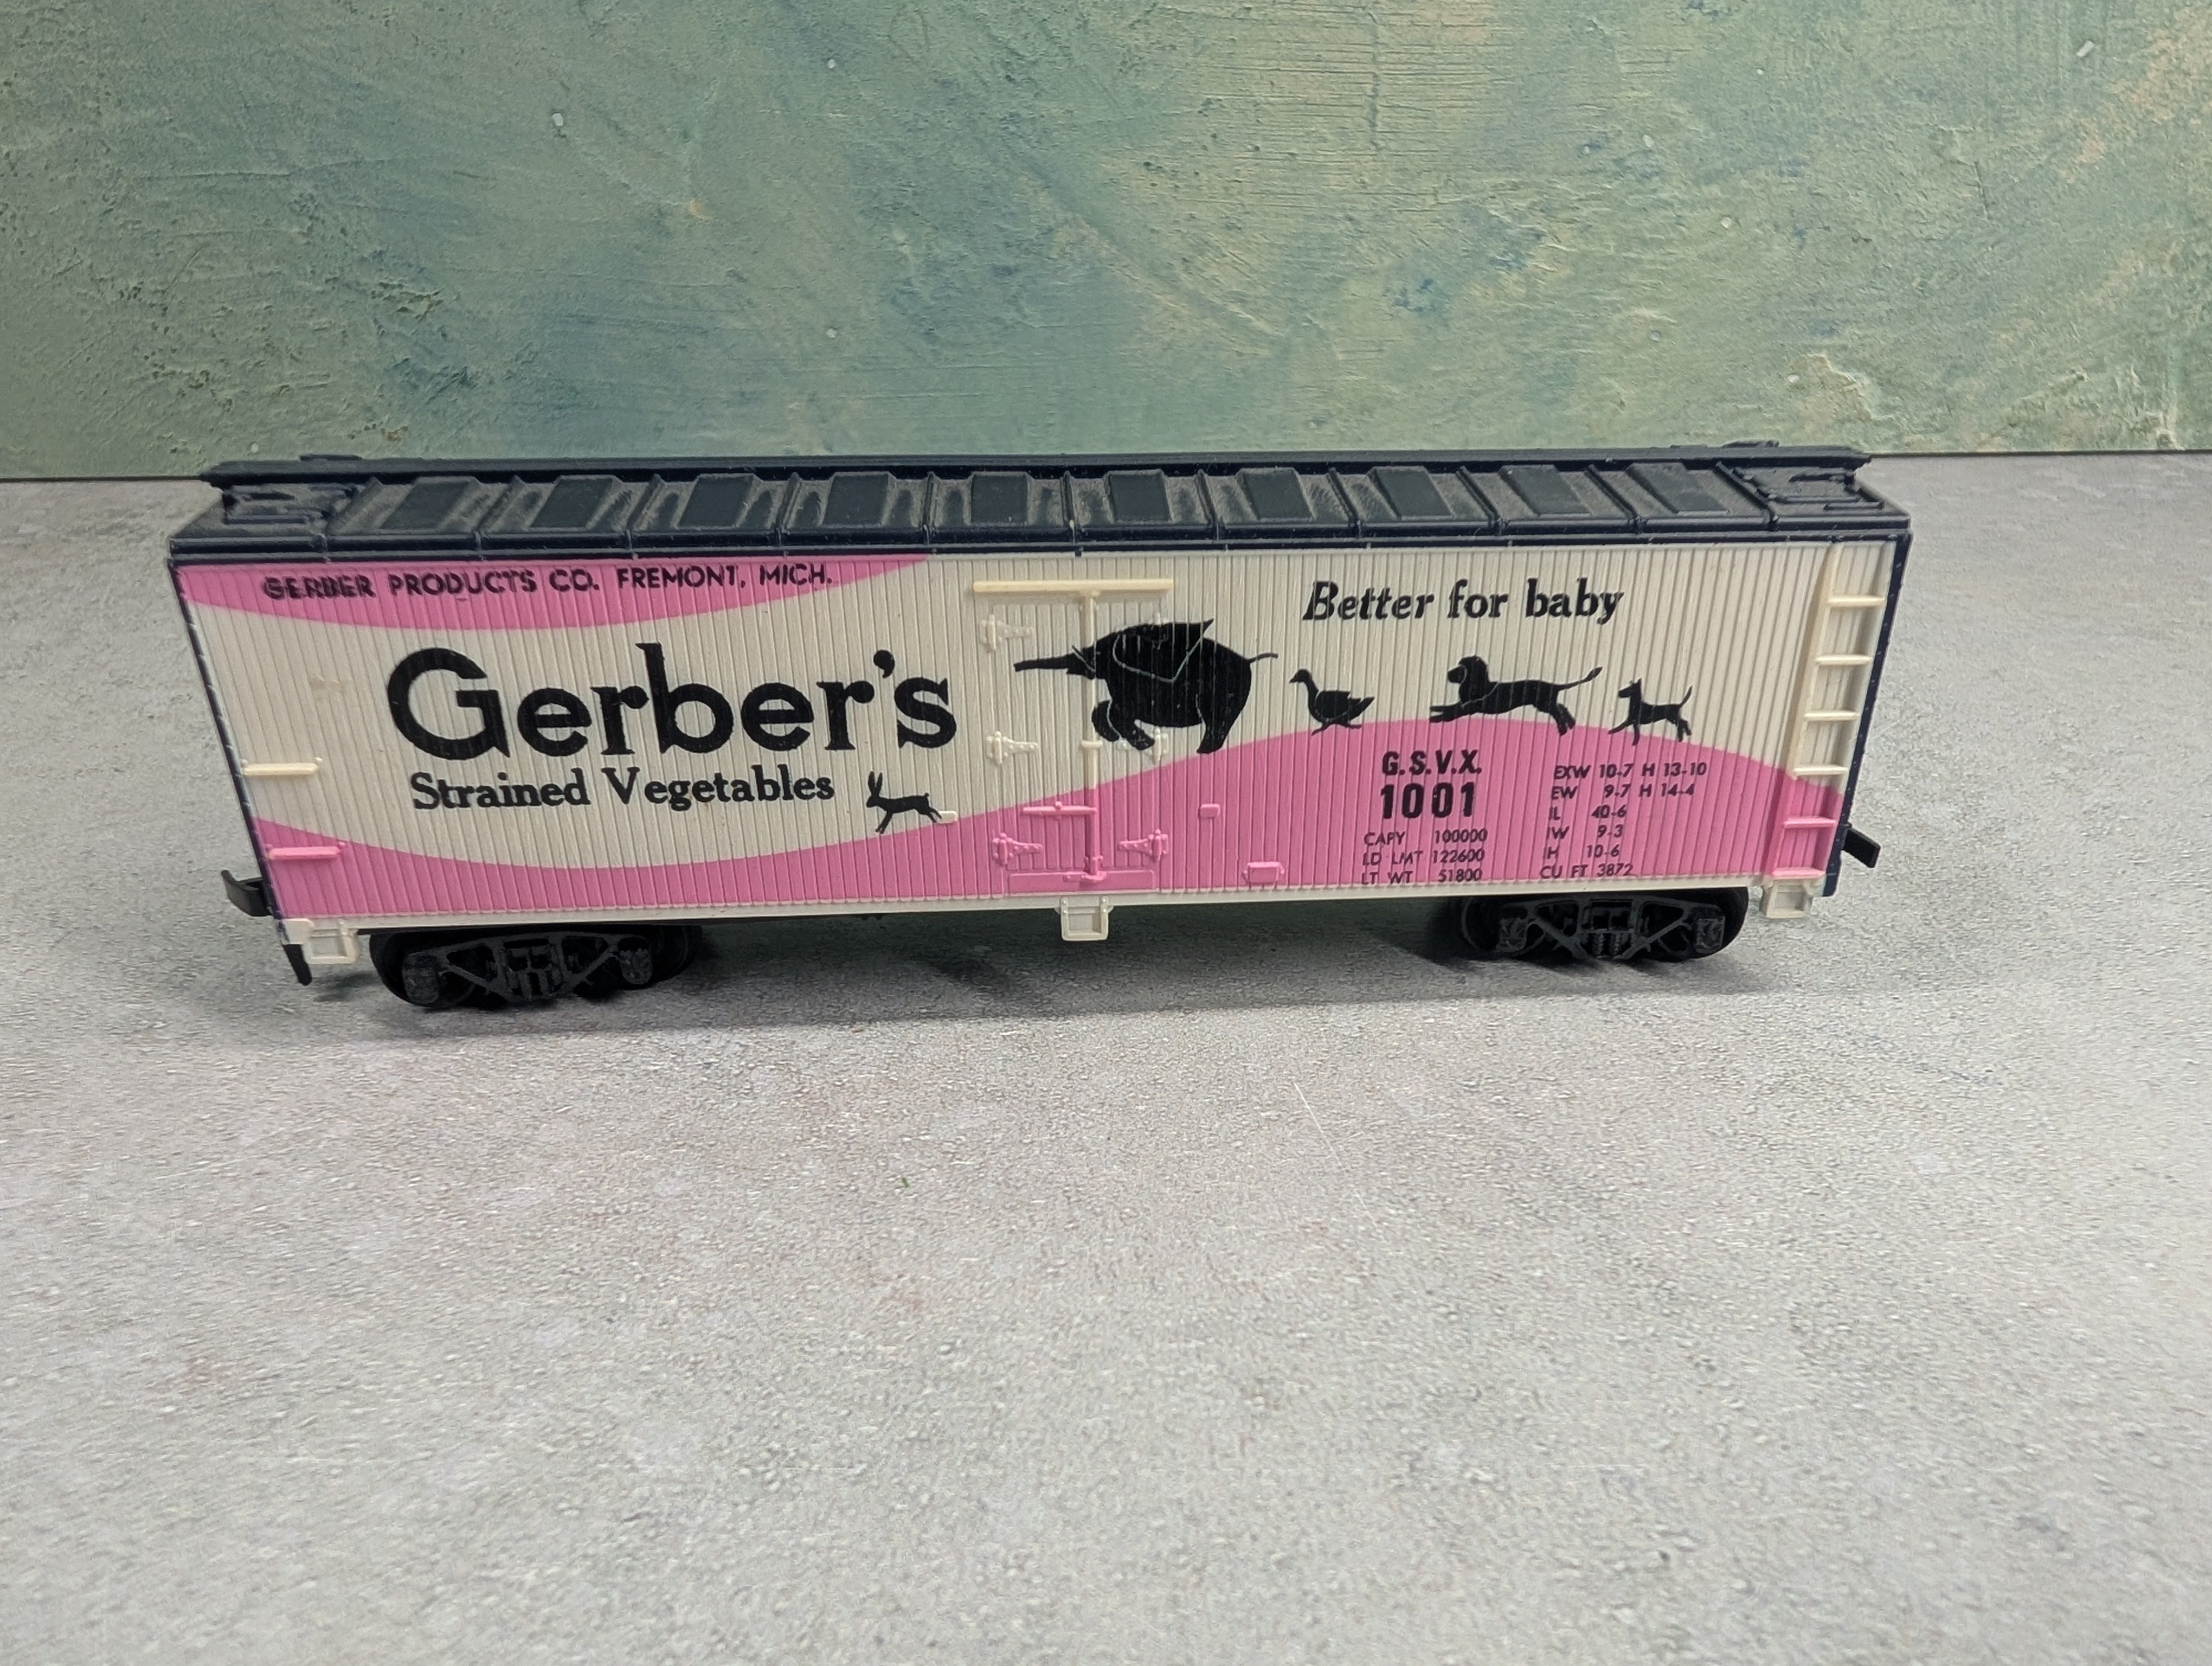 GERBER PRODUCTS CO. FREMONT, MICH.
Gerber's
Strained Vegetables
Better for baby
G.S.V.X.
1001
CAPY 100000
LD LMT 122600
LT WT 51800
EXW 10-7 H 13-10
EW 9-7 H 14-4
IL 40-6
IW 9-3
IH 10-6
CU FT 3872